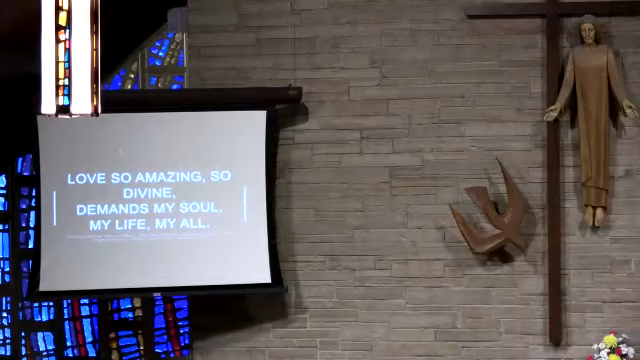 LOVE SO AMAZING, SO
DIVINE,
DEMANDS MY SOUL,
MY LIFE, MY ALL.